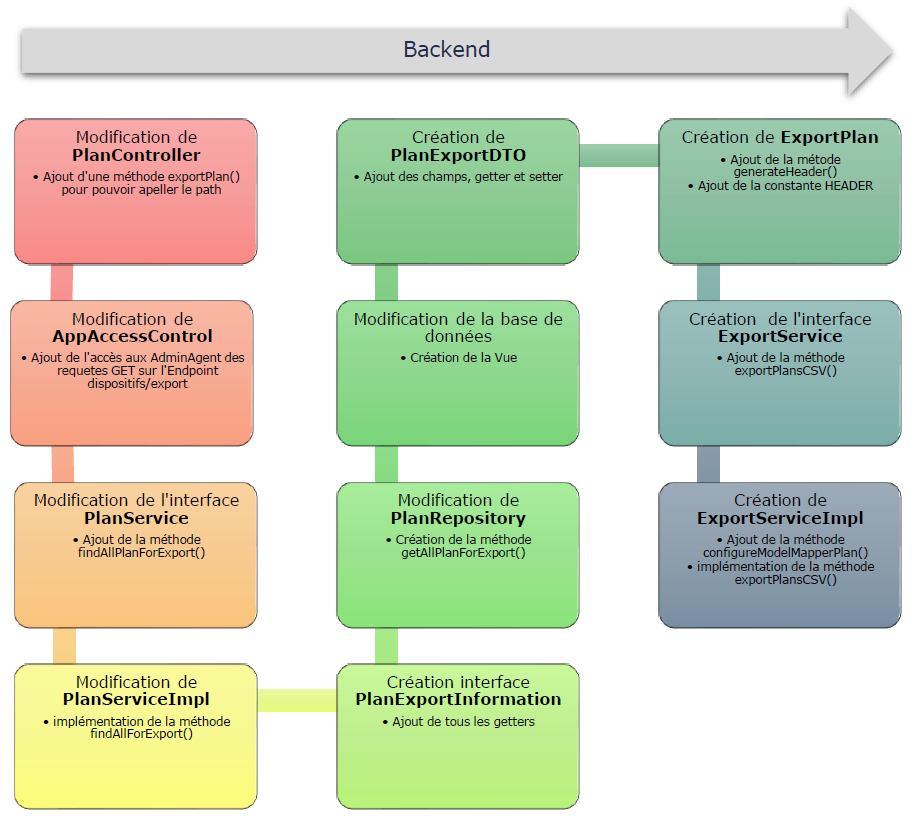 Backend
Modification de
PlanController
• Ajout d'une méthode exportPlan()
pour pouvoir apeller le path
Modification de
AppAccessControl
• Ajout de l'accès aux AdminAgent des
requetes GET sur l'Endpoint
dispositifs/export
Modification de l'interface
PlanService
• Ajout de la méthode
findAllPlanForExport()
Modification de
PlanServiceImpl
• implémentation de la méthode
findAllForExport()
Création interface
PlanExportInformation
• Ajout de tous les getters
Modification de
PlanRepository
• Création de la méthode
getAllPlanForExport()
Modification de la base de
données
• Création de la Vue
Création de
PlanExportDTO
• Ajout des champs, getter et setter
Création de ExportPlan
• Ajout de la métode
generateHeader()
• Ajout de la constante HEADER
Création  de l'interface
ExportService
• Ajout de la méthode
exportPlansCSV()
Création de
ExportServiceImpl
• Ajout de la méthode
configureModelMapperPlan()
• implémentation de la méthode
exportPlansCSV()